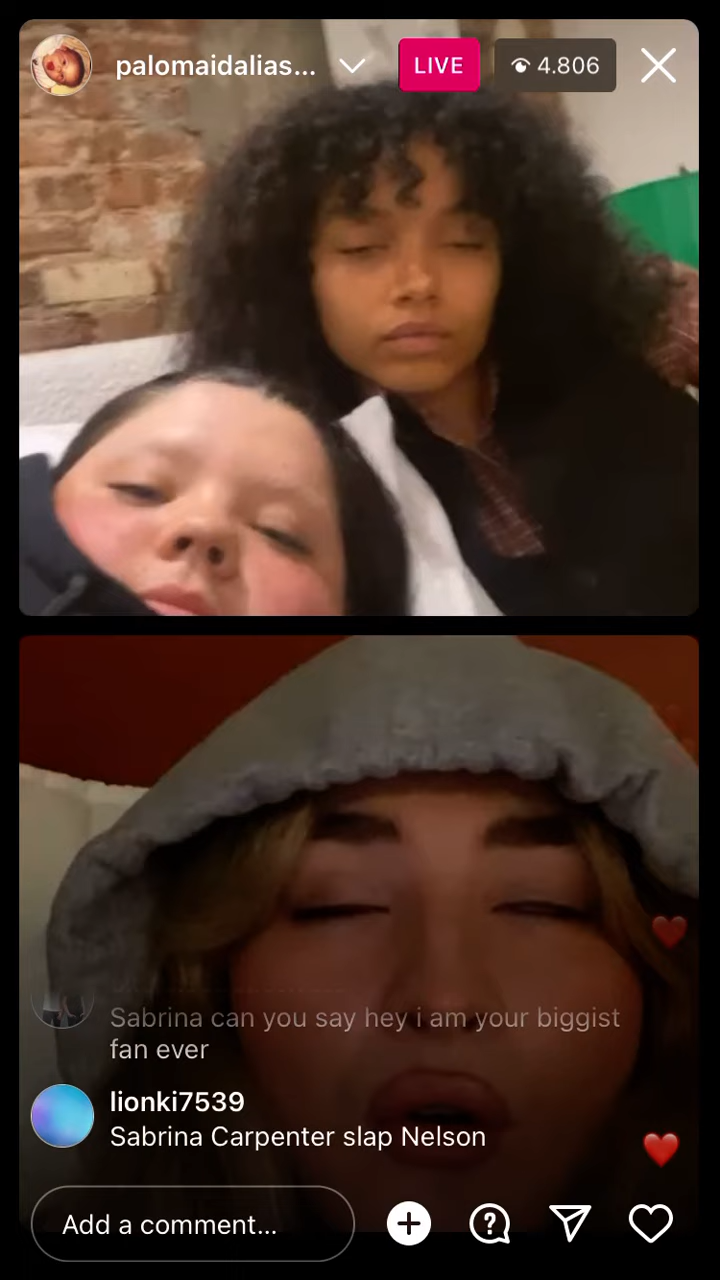 palomaidalias...
LIVE
4.806
Sabrina can you say hey i am your biggist
fan ever
lionki7539
Sabrina Carpenter slap Nelson
Add a comment...